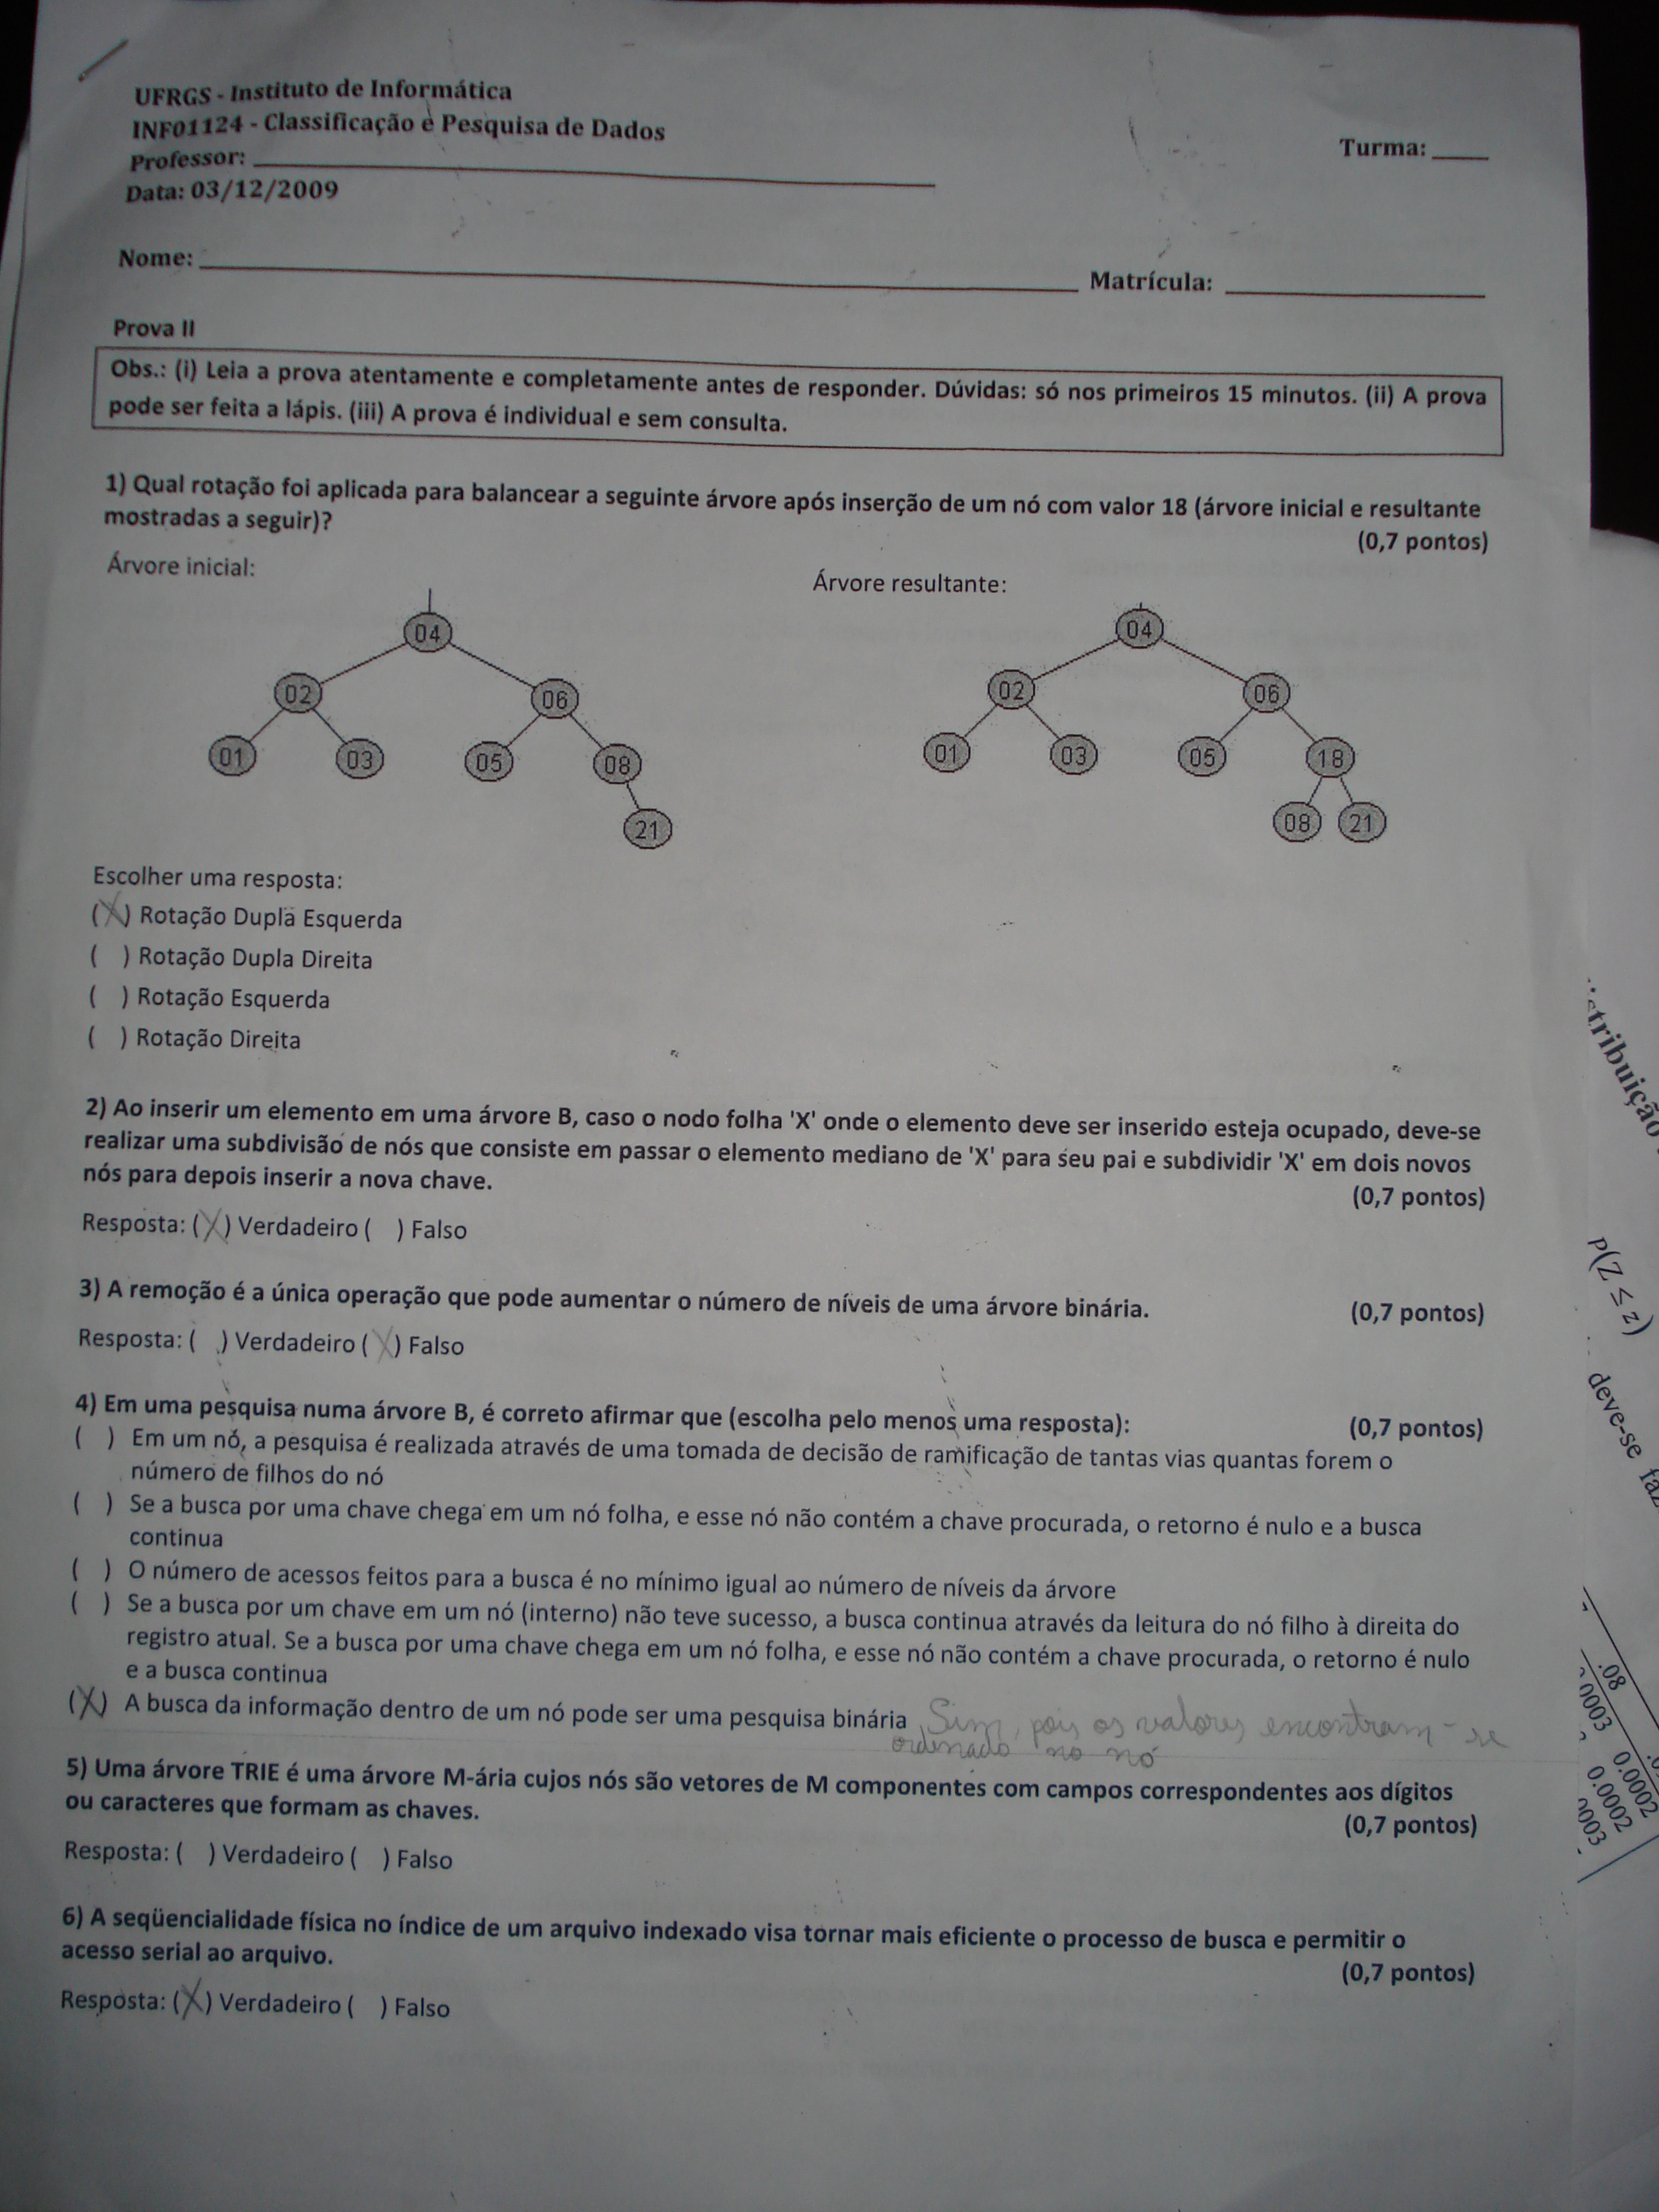 UFRGS - Instituto de Informática
INF01124 - Classificação e Pesquisa de Dados
Professor: Turma:
Data: 03/12/2009
Nome: Matrícula:
Prova II
Obs.: (i) Leia a prova atentamente e completamente antes de responder. Dúvidas: só nos primeiros 15 minutos. (ii) A prova
pode ser feita a lápis. (iii) A prova é individual e sem consulta.
1) Qual rotação foi aplicada para balancear a seguinte árvore após inserção de um nó com valor 18 (árvore inicial e resultante
mostradas a seguir)?
(0,7 pontos)
Árvore inicial:
04
02 06
01 03 05 08
21
Árvore resultante:
04
02 06
01 03 05 18
08 21
Escolher uma resposta:
(X) Rotação Dupla Esquerda
( ) Rotação Dupla Direita
( ) Rotação Esquerda
( ) Rotação Direita
2) Ao inserir um elemento em uma árvore B, caso o nodo folha 'X' onde o elemento deve ser inserido esteja ocupado, deve-se
realizar uma subdivisão de nós que consiste em passar o elemento mediano de 'X' para seu pai e subdividir 'X' em dois novos
nós para depois inserir a nova chave.
(0,7 pontos)
Resposta: (X) Verdadeiro ( ) Falso
3) A remoção é a única operação que pode aumentar o número de níveis de uma árvore binária. (0,7 pontos)
Resposta: ( ) Verdadeiro (X) Falso
4) Em uma pesquisa numa árvore B, é correto afirmar que (escolha pelo menos uma resposta): (0,7 pontos)
( ) Em um nó, a pesquisa é realizada através de uma tomada de decisão de ramificação de tantas vias quantas forem o
número de filhos do nó
( ) Se a busca por uma chave chega em um nó folha, e esse nó não contém a chave procurada, o retorno é nulo e a busca
continua
( ) O número de acessos feitos para a busca é no mínimo igual ao número de níveis da árvore
( ) Se a busca por um chave em um nó (interno) não teve sucesso, a busca continua através da leitura do nó filho à direita do
registro atual. Se a busca por uma chave chega em um nó folha, e esse nó não contém a chave procurada, o retorno é nulo
e a busca continua
(X) A busca da informação dentro de um nó pode ser uma pesquisa binária Sim, pois os valores encontram-se
ordenado no nó
5) Uma árvore TRIE é uma árvore M-ária cujos nós são vetores de M componentes com campos correspondentes aos dígitos
ou caracteres que formam as chaves.
(0,7 pontos)
Resposta: ( ) Verdadeiro ( ) Falso
6) A seqüencialidade física no índice de um arquivo indexado visa tornar mais eficiente o processo de busca e permitir o
acesso serial ao arquivo.
(0,7 pontos)
Resposta: (X) Verdadeiro ( ) Falso
P(Z ≤ z)
deve-se
.08
0.0002
0.0002